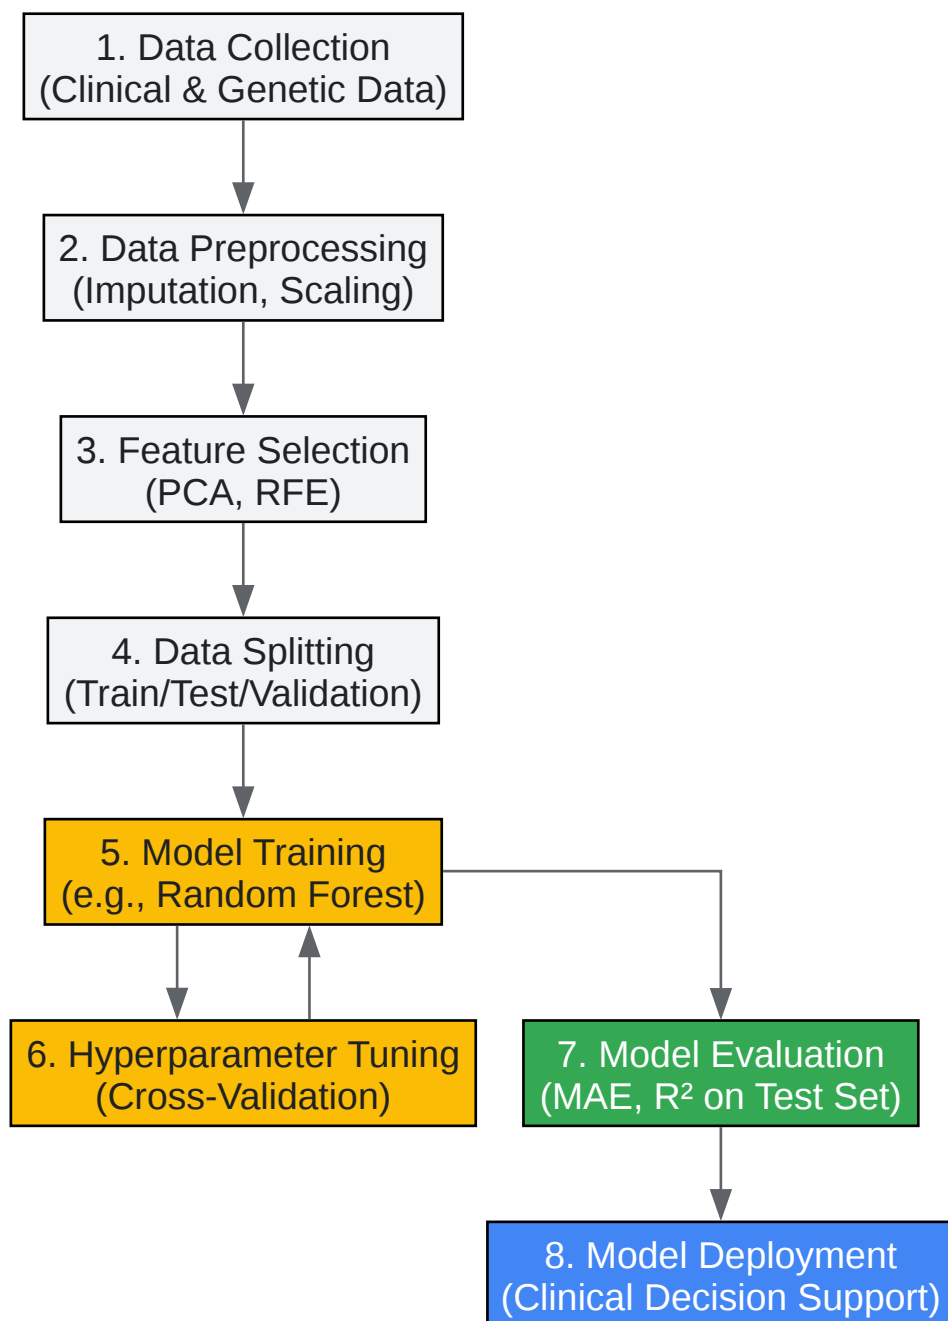 1. Data Collection
(Clinical & Genetic Data)
2. Data Preprocessing
(Imputation, Scaling)
3. Feature Selection
(PCA, RFE)
4. Data Splitting
(Train/Test/Validation)
5. Model Training
(e.g., Random Forest)
6. Hyperparameter Tuning
(Cross-Validation)
7. Model Evaluation
(MAE, R² on Test Set)
8. Model Deployment
(Clinical Decision Support)